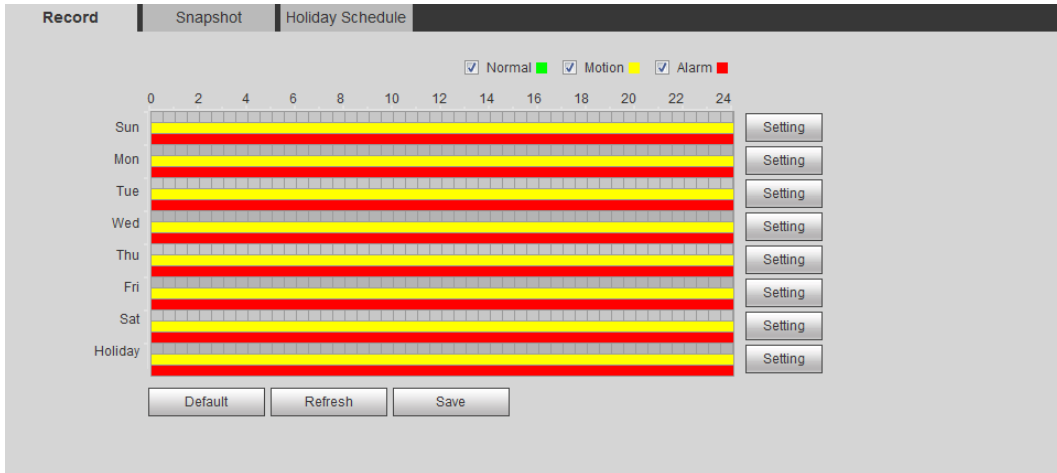 Record Snapshot Holiday Schedule
Normal Motion Alarm
0 2 4 6 8 10 12 14 16 18 20 22 24
Sun Setting
Mon Setting
Tue Setting
Wed Setting
Thu Setting
Fri Setting
Sat Setting
Holiday Setting
Default Refresh Save